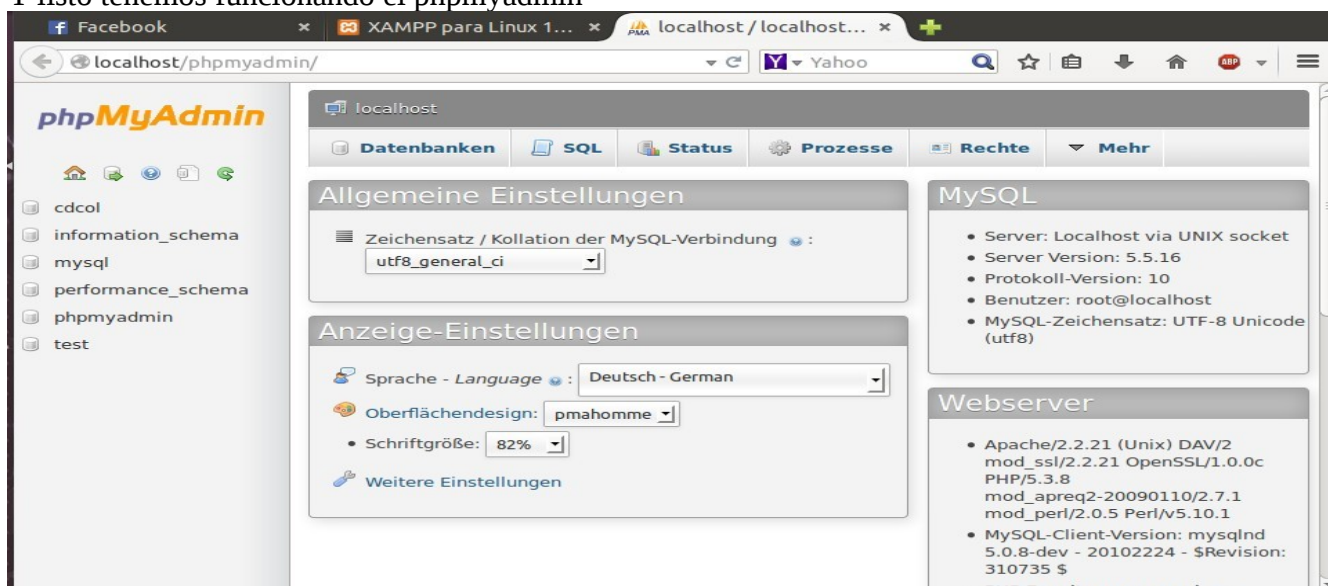 Y listo tenemos funcionando el phpmyadmin
Facebook
XAMPP para Linux 1...
localhost / localhost...
localhost/phpmyadmin/
Yahoo
ABP
phpMyAdmin
cdcol
information_schema
mysql
performance_schema
phpmyadmin
test
localhost
Datenbanken
SQL
Status
Prozesse
Rechte
Mehr
Allgemeine Einstellungen
Zeichensatz / Kollation der MySQL-Verbindung :
utf8_general_ci
Anzeige-Einstellungen
Sprache - Language : Deutsch - German
Oberflächendesign: pmahomme
• Schriftgröße: 82%
Weitere Einstellungen
MySQL
• Server: Localhost via UNIX socket
• Server Version: 5.5.16
• Protokoll-Version: 10
• Benutzer: root@localhost
• MySQL-Zeichensatz: UTF-8 Unicode
(utf8)
Webserver
• Apache/2.2.21 (Unix) DAV/2
mod_ssl/2.2.21 OpenSSL/1.0.0c
PHP/5.3.8
mod_apreq2-20090110/2.7.1
mod_perl/2.0.5 Perl/v5.10.1
• MySQL-Client-Version: mysqlnd
5.0.8-dev - 20102224 - $Revision:
310735 $